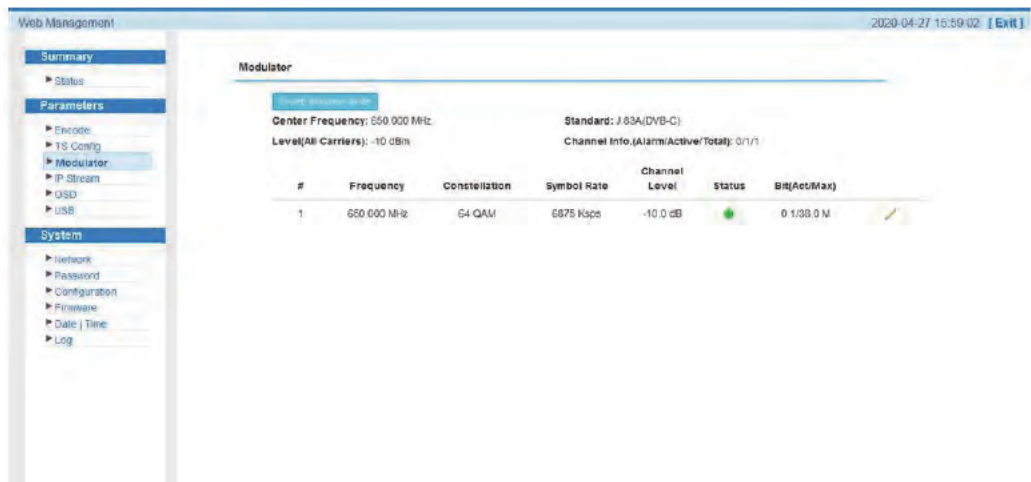 Web Management
2020-04-27 15:59:02 [ Exit ]
Summary
Status
Parameters
Encode
TS Config
Modulator
IP Stream
OSD
USB
System
Network
Password
Configuration
Firmware
Date | Time
Log
Modulator
Center Frequency: 650.000 MHz
Standard: J.83A(DVB-C)
Level(All Carriers): -10 dBm
Channel Info.(Alarm/Active/Total): 0/1/1
# Frequency Constellation Symbol Rate Channel Level Status Bit(Act/Max)
1 650.000 MHz 64 QAM 6875 Ksps -10.0 dB 0.1/38.0 M